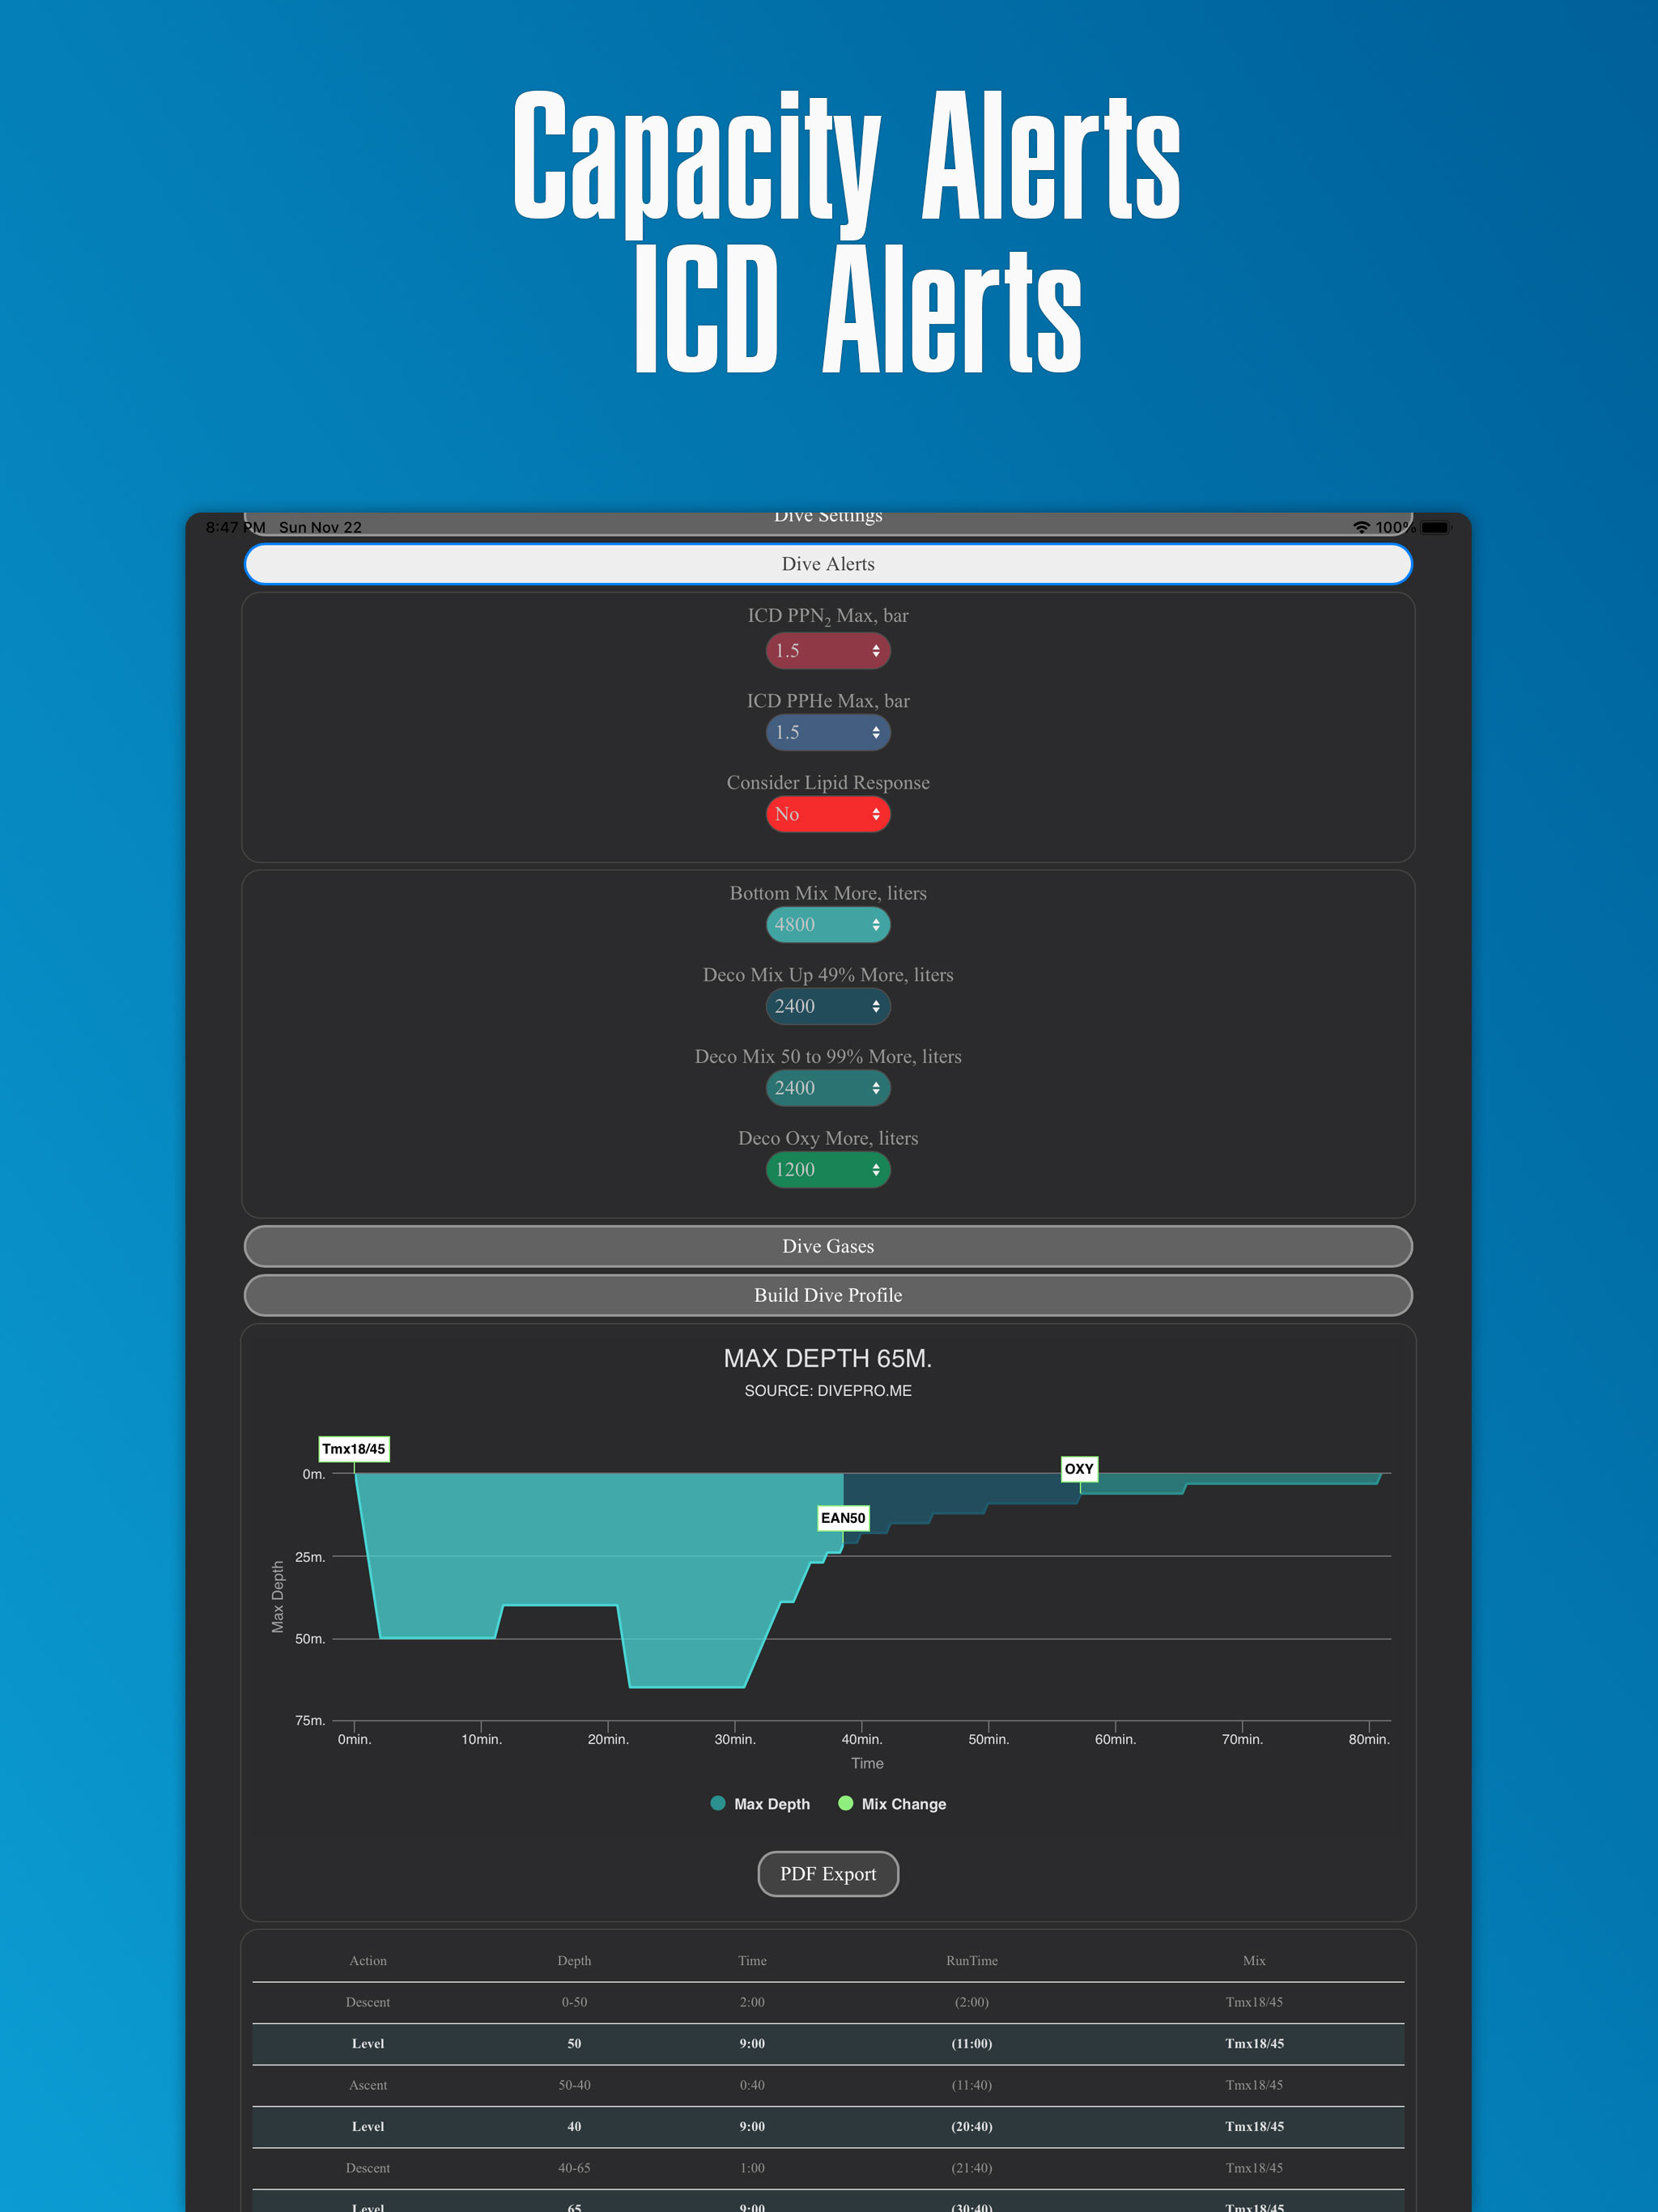 Capacity Alerts
ICD Alerts
Dive Settings
8:47 PM Sun Nov 22
100%
Dive Alerts
ICD PPN₂ Max, bar
1.5
ICD PPHe Max, bar
1.5
Consider Lipid Response
No
Bottom Mix More, liters
4800
Deco Mix Up 49% More, liters
2400
Deco Mix 50 to 99% More, liters
2400
Deco Oxy More, liters
1200
Dive Gases
Build Dive Profile
MAX DEPTH 65M.
SOURCE: DIVEPRO.ME
Tmx18/45
OXY
0m.
EAN50
25m.
Max Depth
50m.
75m.
0min. 10min. 20min. 30min. 40min. 50min. 60min. 70min. 80min.
Time
Max Depth Mix Change
PDF Export
Action Depth Time RunTime Mix
Descent 0-50 2:00 (2:00) Tmx18/45
Level 50 9:00 (11:00) Tmx18/45
Ascent 50-40 0:40 (11:40) Tmx18/45
Level 40 9:00 (20:40) Tmx18/45
Descent 40-65 1:00 (21:40) Tmx18/45
Level 65 9:00 (30:40) Tmx18/45